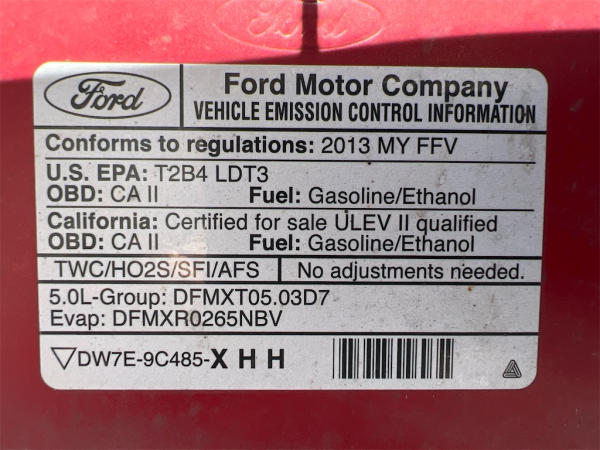 Ford
Ford
Ford Motor Company
VEHICLE EMISSION CONTROL INFORMATION
Conforms to regulations: 2013 MY FFV
U.S. EPA: T2B4 LDT3
OBD: CA II Fuel: Gasoline/Ethanol
California: Certified for sale ULEV II qualified
OBD: CA II Fuel: Gasoline/Ethanol
TWC/HO2S/SFI/AFS No adjustments needed.
5.0L-Group: DFMXT05.03D7
Evap: DFMXR0265NBV
DW7E-9C485-XHH